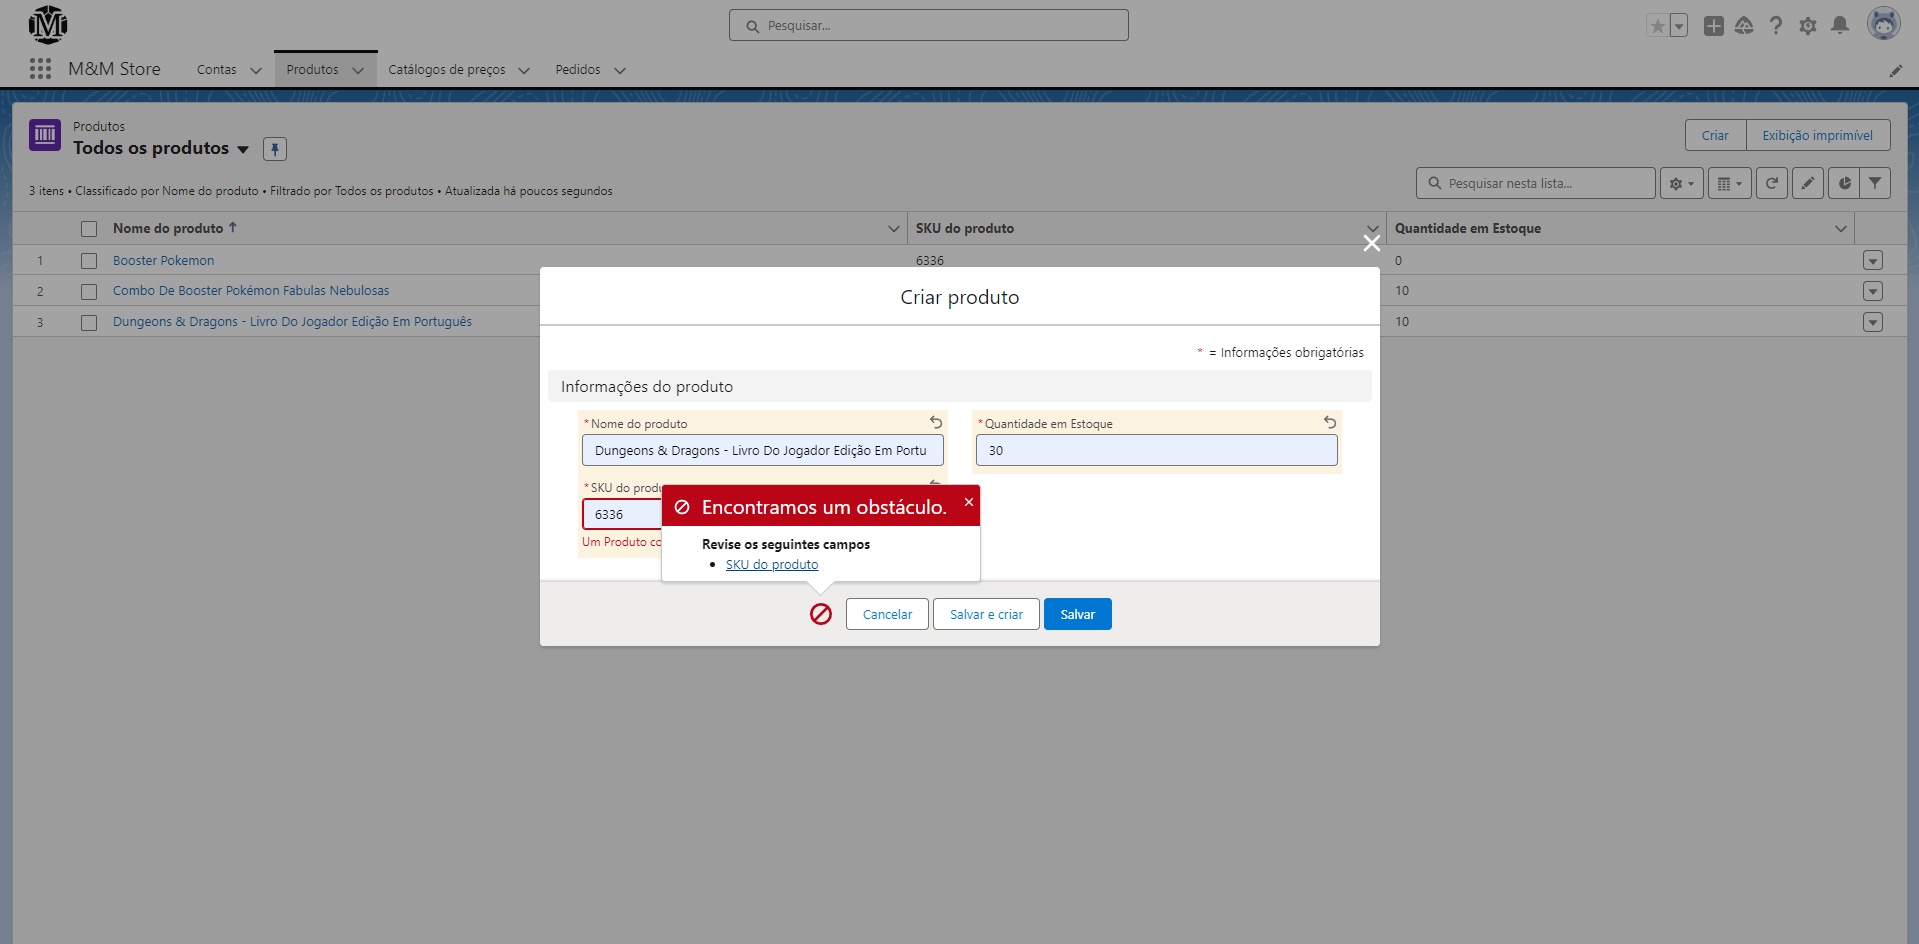 Pesquisar...
M&M Store
Contas
Produtos
Catálogos de preços
Pedidos
Produtos
Todos os produtos
Criar
Exibição imprimível
3 itens • Classificado por Nome do produto • Filtrado por Todos os produtos • Atualizada há poucos segundos
Pesquisar nesta lista...
Nome do produto SKU do produto Quantidade em Estoque
1 Booster Pokemon 6336 0
2 Combo De Booster Pokémon Fabulas Nebulosas 10
3 Dungeons & Dragons - Livro Do Jogador Edição Em Português 10
Criar produto
* = Informações obrigatórias
Informações do produto
* Nome do produto
Dungeons & Dragons - Livro Do Jogador Edição Em Portu
* Quantidade em Estoque
30
* SKU do produ
6336
Um Produto co
Encontramos um obstáculo.
Revise os seguintes campos
• SKU do produto
Cancelar
Salvar e criar
Salvar